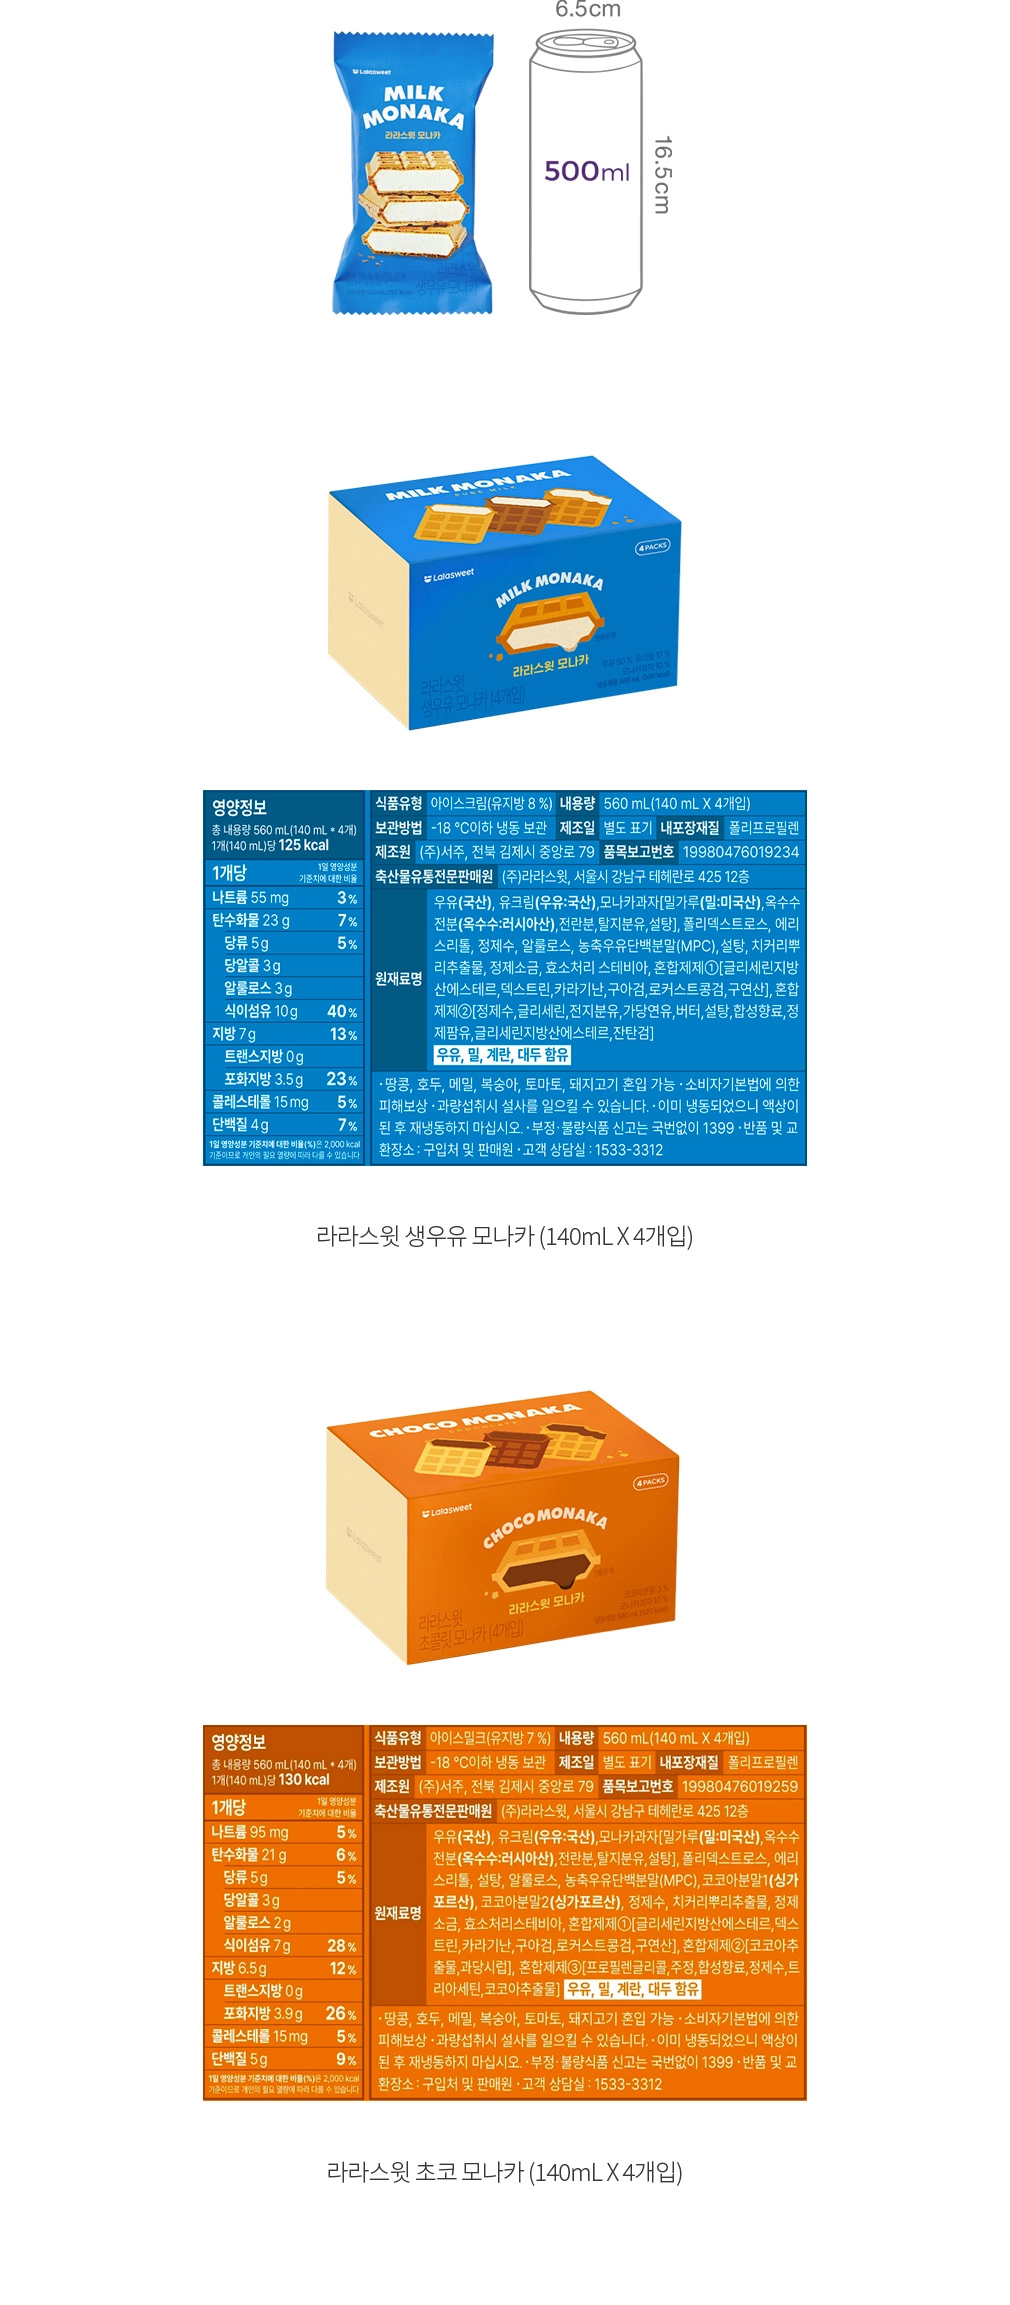 6.5cm
Lalasweet
MILK
MONAKA
라라스윗 모나카
500ml
16.5cm
라라스윗
생우유 모나카
MILK MONAKA
PURE MILK
4 PACKS
Lalasweet
Lalasweet
MILK MONAKA
라라스윗 모나카
라라스윗
생우유 모나카 (4개입)
우유 50 % 유크림 17 %
모나카과자 10 %
영양정보
총 내용량 560 mL(140 mL * 4개)
1개(140 mL)당 125 kcal
1개당 1일 영양성분
기준치에 대한 비율
나트륨 55 mg 3 %
탄수화물 23 g 7 %
당류 5 g 5 %
당알콜 3 g
알룰로스 3 g
식이섬유 10 g 40 %
지방 7 g 13 %
트랜스지방 0 g
포화지방 3.5 g 23 %
콜레스테롤 15 mg 5 %
단백질 4 g 7 %
1일 영양성분 기준치에 대한 비율(%)은 2,000 kcal
기준이므로 개인의 필요 열량에 따라 다를 수 있습니다
식품유형 아이스크림(유지방 8 %) 내용량 560 mL(140 mL X 4개입)
보관방법 -18 °C이하 냉동 보관 제조일 별도 표기 내포장재질 폴리프로필렌
제조원 (주)서주, 전북 김제시 중앙로 79 품목보고번호 19980476019234
축산물유통전문판매원 (주)라라스윗, 서울시 강남구 테헤란로 425 12층
원재료명
우유(국산), 유크림(우유:국산),모나카과자[밀가루(밀:미국산),옥수수
전분(옥수수:러시아산),전란분,탈지분유,설탕], 폴리덱스트로스, 에리
스리톨, 정제수, 알룰로스, 농축우유단백분말(MPC), 설탕, 치커리뿌
리추출물, 정제소금, 효소처리 스테비아, 혼합제제①[글리세린지방
산에스테르,덱스트린,카라기난,구아검,로커스트콩검,구연산], 혼합
제제②[정제수,글리세린,전지분유,가당연유,버터,설탕,합성향료,정
제팜유,글리세린지방산에스테르,잔탄검]
우유, 밀, 계란, 대두 함유
·땅콩, 호두, 메밀, 복숭아, 토마토, 돼지고기 혼입 가능 ·소비자기본법에 의한
피해보상 ·과량섭취시 설사를 일으킬 수 있습니다. ·이미 냉동되었으니 액상이
된 후 재냉동하지 마십시오. ·부정·불량식품 신고는 국번없이 1399 ·반품 및 교
환장소 : 구입처 및 판매원 ·고객 상담실 : 1533-3312
라라스윗 생우유 모나카 (140mL X 4개입)
CHOCO MONAKA
CHOCOLATE
4 PACKS
Lalasweet
Lalasweet
CHOCO MONAKA
라라스윗 모나카
라라스윗
초콜릿 모나카 (4개입)
코코아분말 3 %
모나카과자 10 %
영양정보
총 내용량 560 mL(140 mL * 4개)
1개(140 mL)당 130 kcal
1개당 1일 영양성분
기준치에 대한 비율
나트륨 95 mg 5 %
탄수화물 21 g 6 %
당류 5 g 5 %
당알콜 3 g
알룰로스 2 g
식이섬유 7 g 28 %
지방 6.5 g 12 %
트랜스지방 0 g
포화지방 3.9 g 26 %
콜레스테롤 15 mg 5 %
단백질 5 g 9 %
1일 영양성분 기준치에 대한 비율(%)은 2,000 kcal
기준이므로 개인의 필요 열량에 따라 다를 수 있습니다
식품유형 아이스밀크(유지방 7 %) 내용량 560 mL(140 mL X 4개입)
보관방법 -18 °C이하 냉동 보관 제조일 별도 표기 내포장재질 폴리프로필렌
제조원 (주)서주, 전북 김제시 중앙로 79 품목보고번호 19980476019259
축산물유통전문판매원 (주)라라스윗, 서울시 강남구 테헤란로 425 12층
원재료명
우유(국산), 유크림(우유:국산),모나카과자[밀가루(밀:미국산),옥수수
전분(옥수수:러시아산),전란분,탈지분유,설탕], 폴리덱스트로스, 에리
스리톨, 설탕, 알룰로스, 농축우유단백분말(MPC),코코아분말1(싱가
포르산), 코코아분말2(싱가포르산), 정제수, 치커리뿌리추출물, 정제
소금, 효소처리스테비아, 혼합제제①[글리세린지방산에스테르,덱스
트린,카라기난,구아검,로커스트콩검,구연산], 혼합제제②[코코아추
출물,과당시럽], 혼합제제③[프로필렌글리콜,주정,합성향료,정제수,트
리아세틴,코코아추출물] 우유, 밀, 계란, 대두 함유
·땅콩, 호두, 메밀, 복숭아, 토마토, 돼지고기 혼입 가능 ·소비자기본법에 의한
피해보상 ·과량섭취시 설사를 일으킬 수 있습니다. ·이미 냉동되었으니 액상이
된 후 재냉동하지 마십시오. ·부정·불량식품 신고는 국번없이 1399 ·반품 및 교
환장소 : 구입처 및 판매원 ·고객 상담실 : 1533-3312
라라스윗 초코 모나카 (140mL X 4개입)